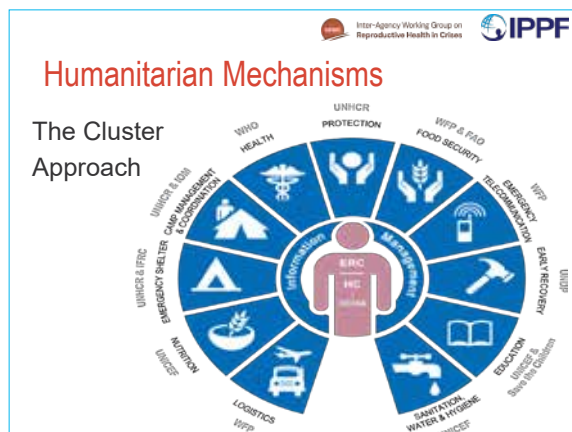 Inter-Agency Working Group on
Reproductive Health in Crises
IPPF
Humanitarian Mechanisms
The Cluster
Approach
UNHCR
PROTECTION
WFP & FAO
FOOD SECURITY
WFP
EMERGENCY
TELECOMMUNICATION
UNDP
EARLY RECOVERY
EDUCATION
UNICEF &
Save the Children
SANITATION,
WATER & HYGIENE
UNICEF
LOGISTICS
WFP
NUTRITION
UNICEF
UNHCR & IFRC
EMERGENCY SHELTER
UNHCR & IOM
CAMP MANAGEMENT
& COORDINATION
WHO
HEALTH
Information
Management
ERC
HC